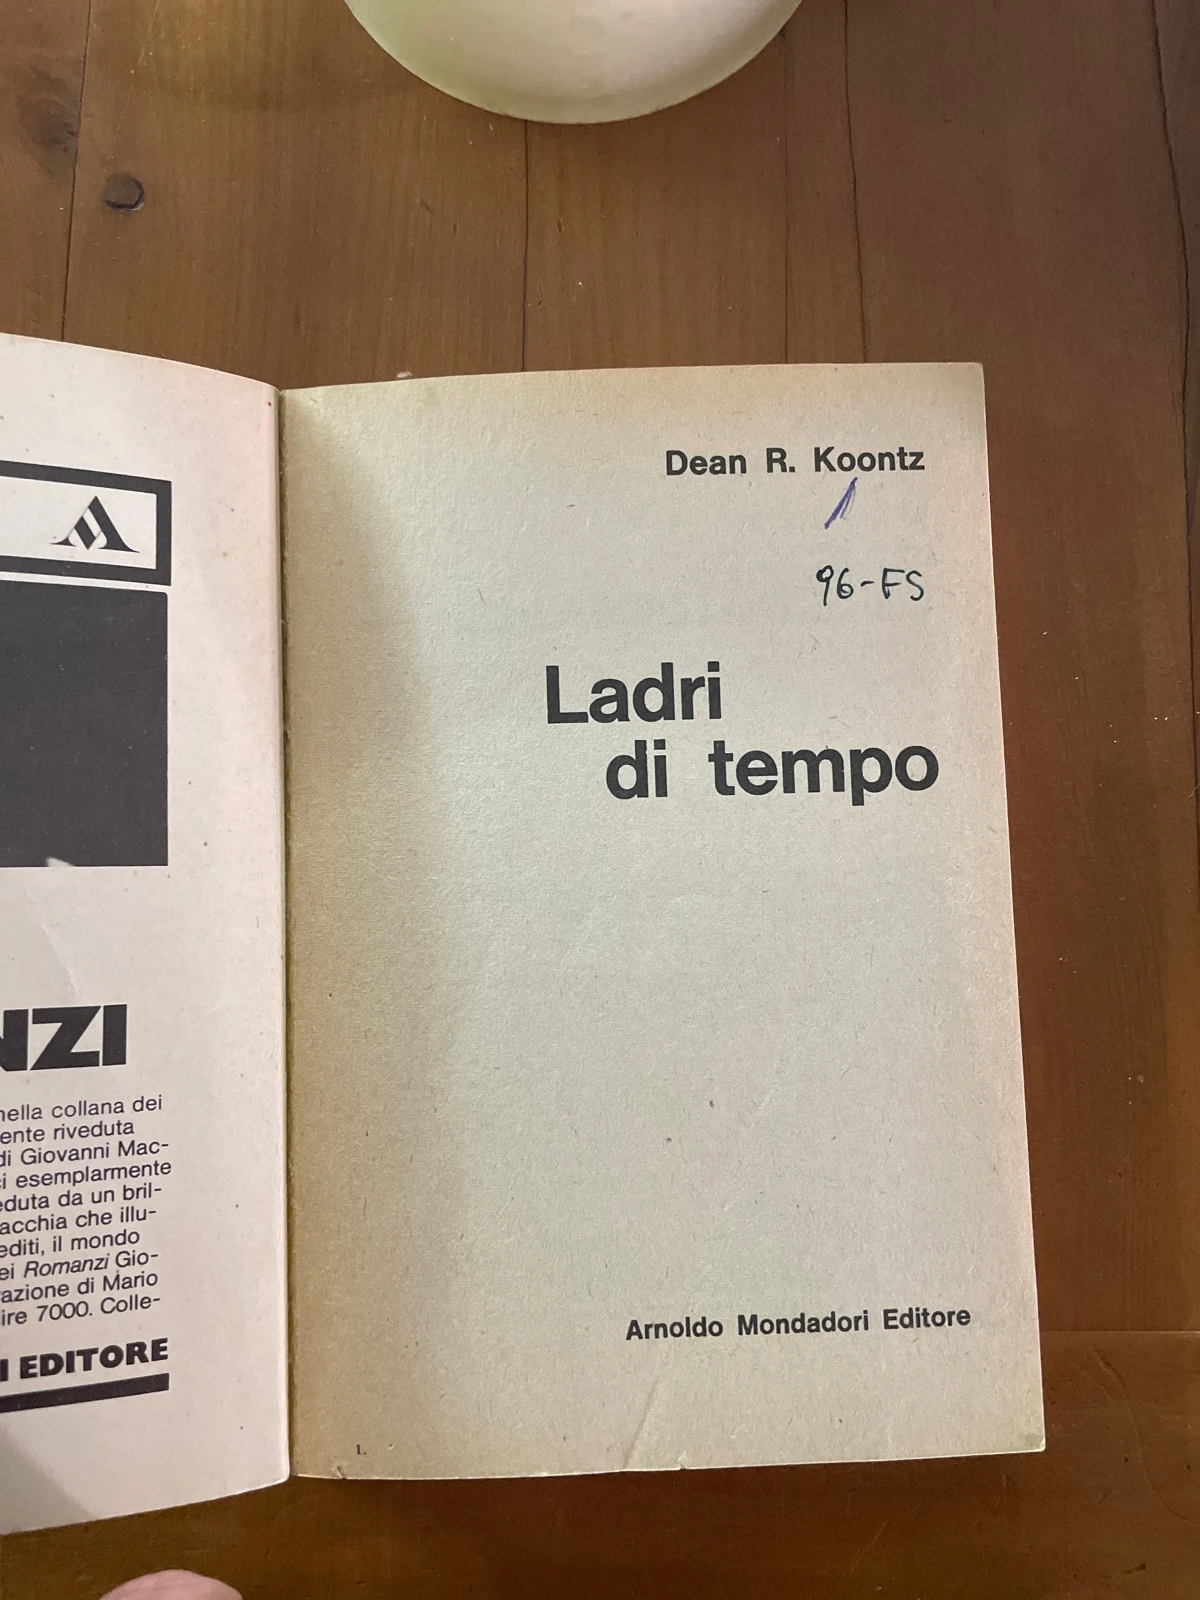 NZI
nella collana dei
ente riveduta
di Giovanni Mac-
i esemplarmente
eduta da un bril-
acchia che illu-
editi, il mondo
ei Romanzi Gio-
azione di Mario
ire 7000. Colle-
I EDITORE
Dean R. Koontz
96-FS
Ladri
di tempo
Arnoldo Mondadori Editore
1.